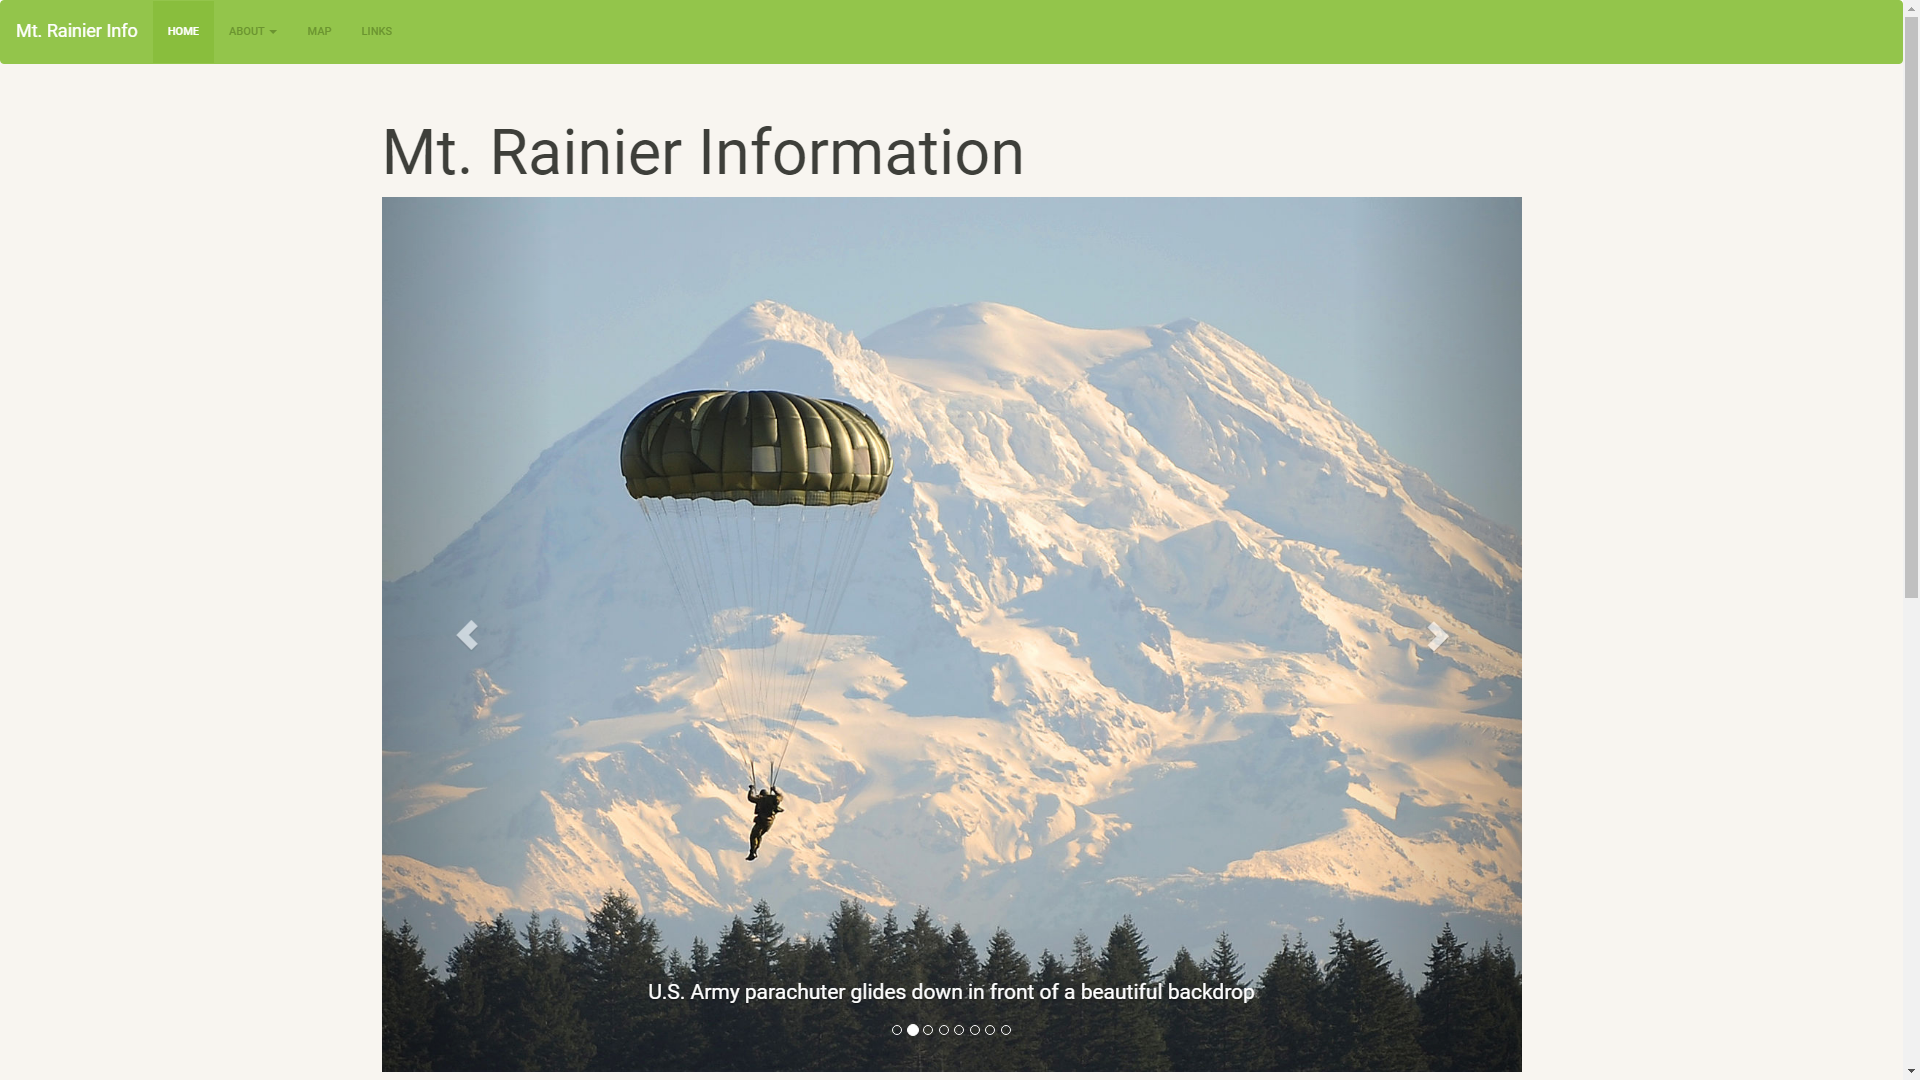 Mt. Rainier Info
HOME
ABOUT
MAP
LINKS
Mt. Rainier Information
U.S. Army parachuter glides down in front of a beautiful backdrop